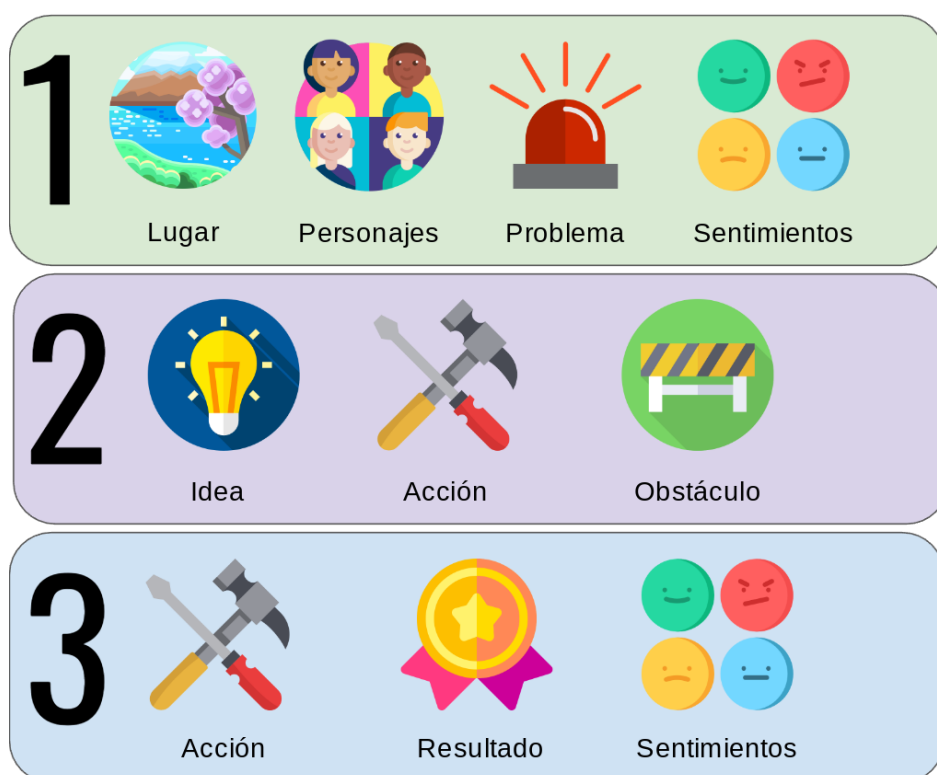 1
Lugar Personajes Problema Sentimientos
2
Idea Acción Obstáculo
3
Acción Resultado Sentimientos